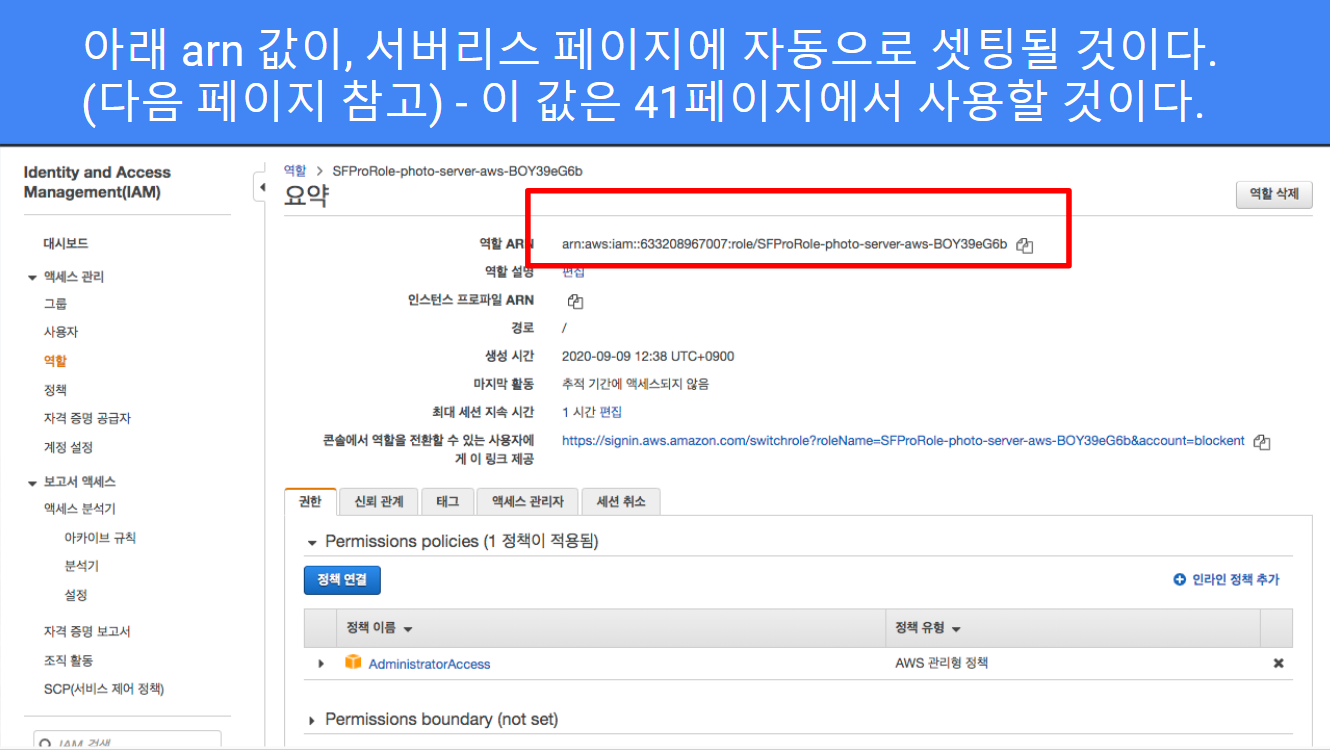 아래 arn 값이, 서버리스 페이지에 자동으로 셋팅될 것이다.
(다음 페이지 참고) - 이 값은 41페이지에서 사용할 것이다.
Identity and Access
Management(IAM)
대시보드
액세스 관리
그룹
사용자
역할
정책
자격 증명 공급자
계정 설정
보고서 액세스
액세스 분석기
아카이브 규칙
분석기
설정
자격 증명 보고서
조직 활동
SCP(서비스 제어 정책)
IAM 검색
역할 > SFProRole-photo-server-aws-BOY39eG6b
요약
역할 삭제
역할 ARN arn:aws:iam::633208967007:role/SFProRole-photo-server-aws-BOY39eG6b
역할 설명 편집
인스턴스 프로파일 ARN
경로 /
생성 시간 2020-09-09 12:38 UTC+0900
마지막 활동 추적 기간에 액세스되지 않음
최대 세션 지속 시간 1 시간 편집
콘솔에서 역할을 전환할 수 있는 사용자에
게 이 링크 제공
https://signin.aws.amazon.com/switchrole?roleName=SFProRole-photo-server-aws-BOY39eG6b&account=blockent
권한 신뢰 관계 태그 액세스 관리자 세션 취소
Permissions policies (1 정책이 적용됨)
정책 연결 인라인 정책 추가
정책 이름 정책 유형
AdministratorAccess AWS 관리형 정책
Permissions boundary (not set)